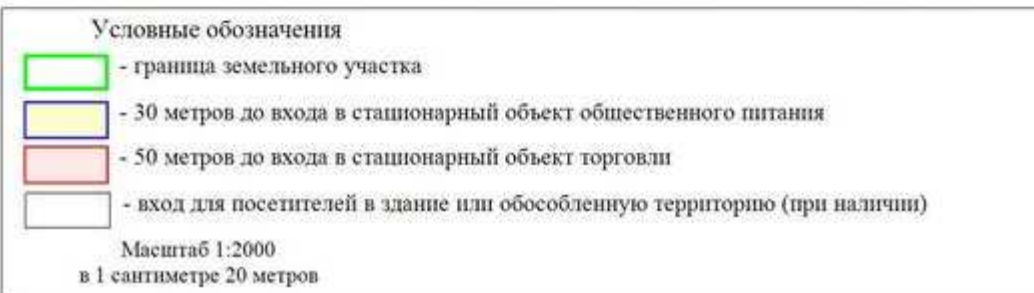 Условные обозначения
- граница земельного участка
- 30 метров до входа в стационарный объект общественного питания
- 50 метров до входа в стационарный объект торговли
- вход для посетителей в здание или обособленную территорию (при наличии)
Масштаб 1:2000
в 1 сантиметре 20 метров